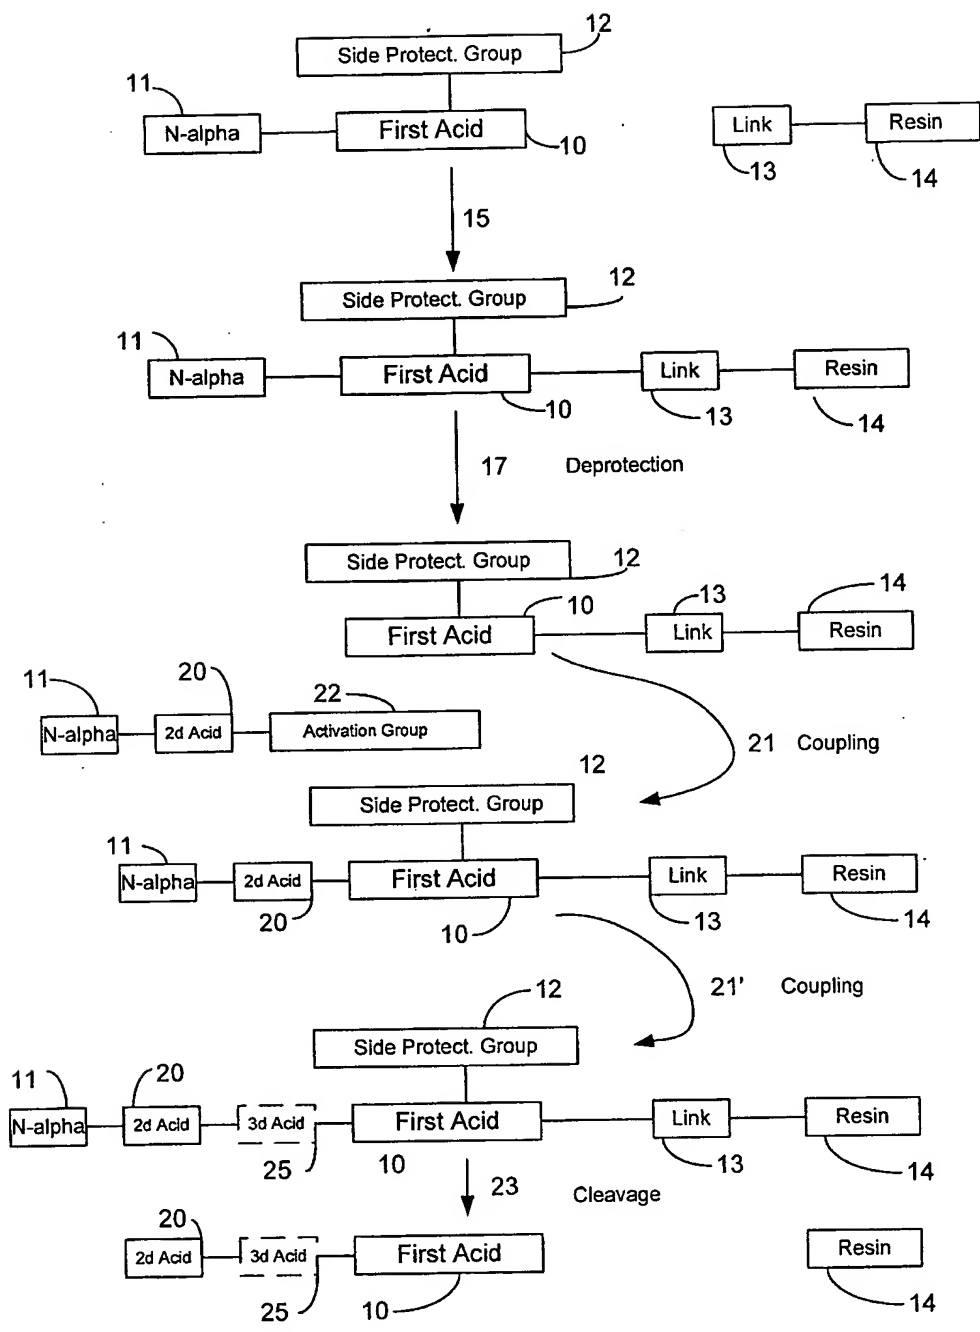 12
Side Protect. Group
11
N-alpha
First Acid
10
Link
13
Resin
14
15
12
Side Protect. Group
11
N-alpha
First Acid
10
Link
13
Resin
14
17 Deprotection
Side Protect. Group
12
10
First Acid
13
Link
14
Resin
11
N-alpha
20
2d Acid
22
Activation Group
21 Coupling
12
Side Protect. Group
11
N-alpha
2d Acid
20
First Acid
10
Link
13
Resin
14
21' Coupling
12
Side Protect. Group
11
N-alpha
20
2d Acid
3d Acid
25
First Acid
10
Link
13
Resin
14
23 Cleavage
20
2d Acid
3d Acid
25
First Acid
10
Resin
14